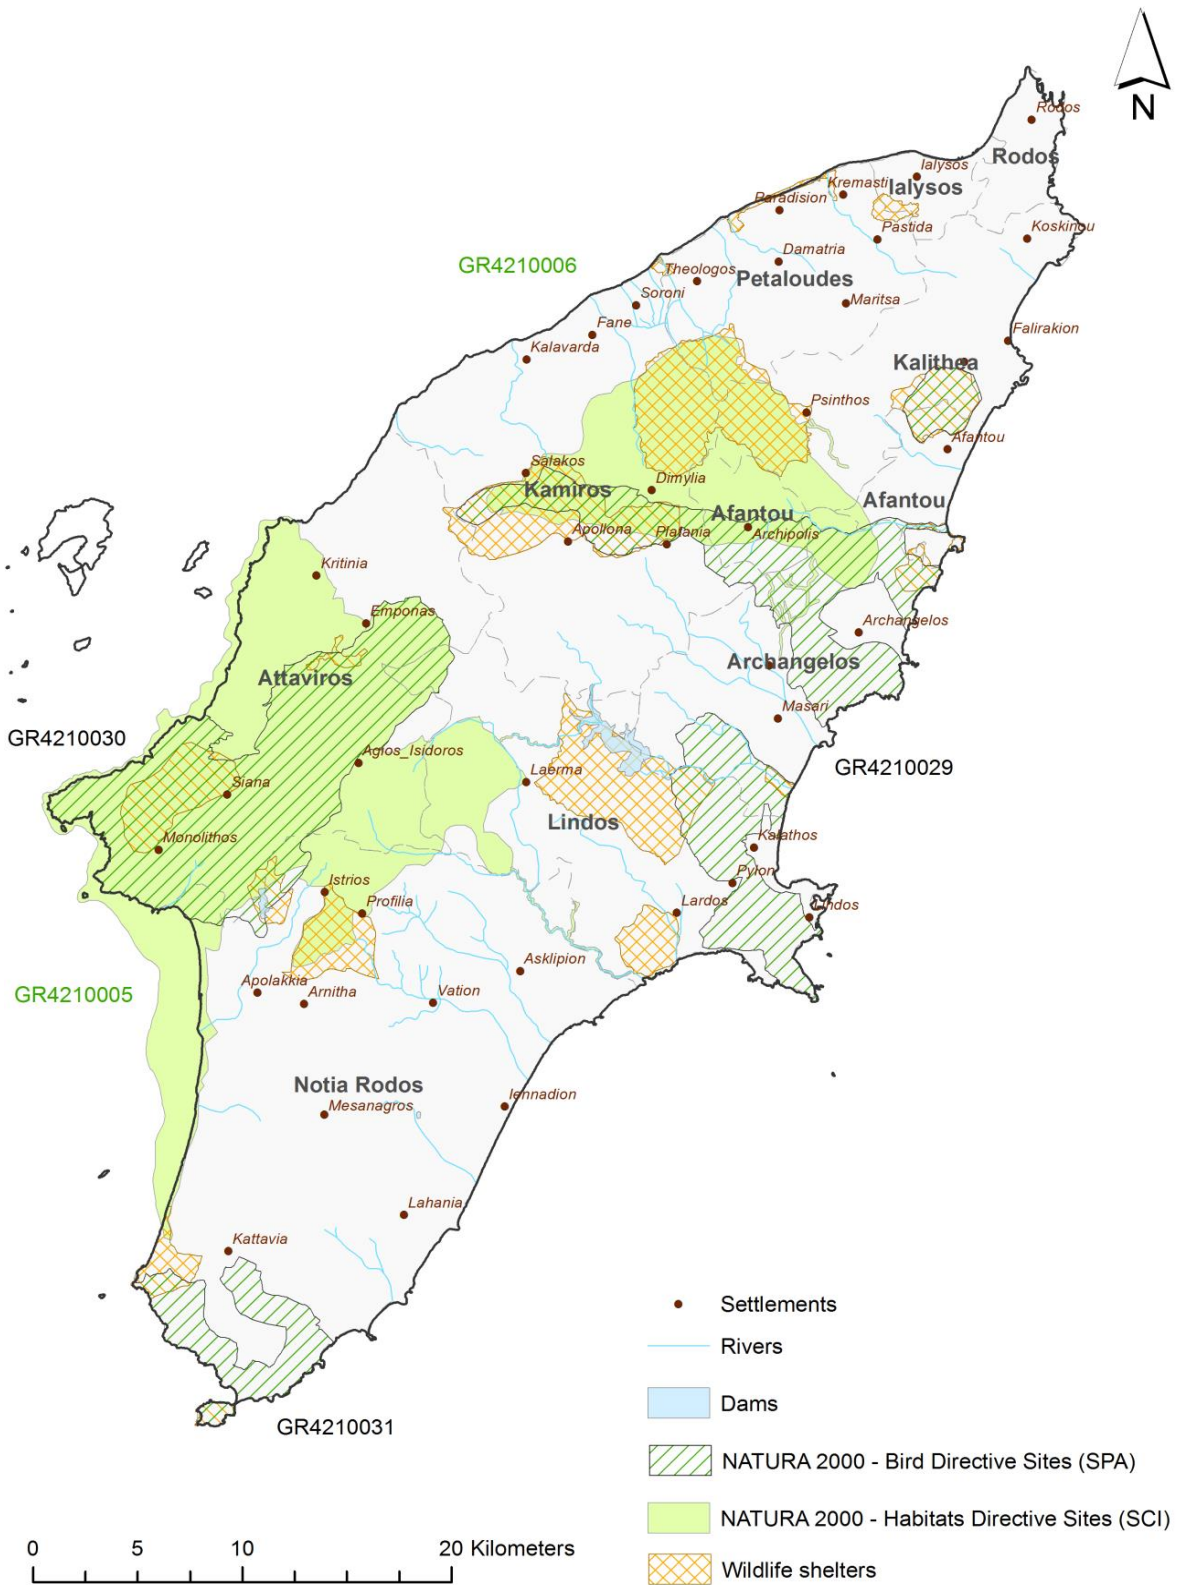 N
Rodos
Rodos
Ialysos
Ialysos
Kremasti
Paradision
Pastida
Koskinou
Damatria
GR4210006
Theologos
Petaloudes
Soroni
Maritsa
Fane
Falirakion
Kalavarda
Kalithea
Psinthos
Afantou
Salakos
Dimylia
Kamiros
Afantou
Afantou
Apollona
Platania
Archipolis
Kritinia
Emponas
Archangelos
Archangelos
Attaviros
Masari
GR4210030
Agios_Isidoros
GR4210029
Siana
Laerma
Lindos
Monolithos
Kalathos
Pylon
Istrios
Profilia
Lardos
Lindos
Asklipion
Apolakkia
Arnitha
Vation
GR4210005
Notia Rodos
Mesanagros
Iennadion
Lahania
Kattavia
GR4210031
Settlements
Rivers
Dams
NATURA 2000 - Bird Directive Sites (SPA)
NATURA 2000 - Habitats Directive Sites (SCI)
Wildlife shelters
0 5 10 20 Kilometers